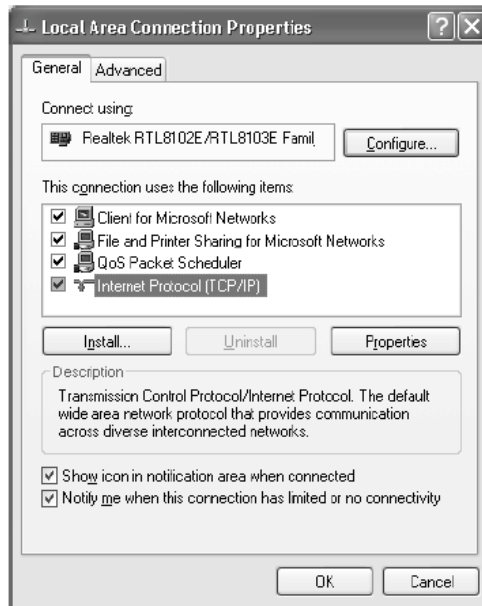 Local Area Connection Properties
General Advanced
Connect using:
Realtek RTL8102E/RTL8103E Famil
Configure...
This connection uses the following items:
Client for Microsoft Networks
File and Printer Sharing for Microsoft Networks
QoS Packet Scheduler
Internet Protocol (TCP/IP)
Install... Uninstall Properties
Description
Transmission Control Protocol/Internet Protocol. The default
wide area network protocol that provides communication
across diverse interconnected networks.
Show icon in notification area when connected
Notify me when this connection has limited or no connectivity
OK Cancel